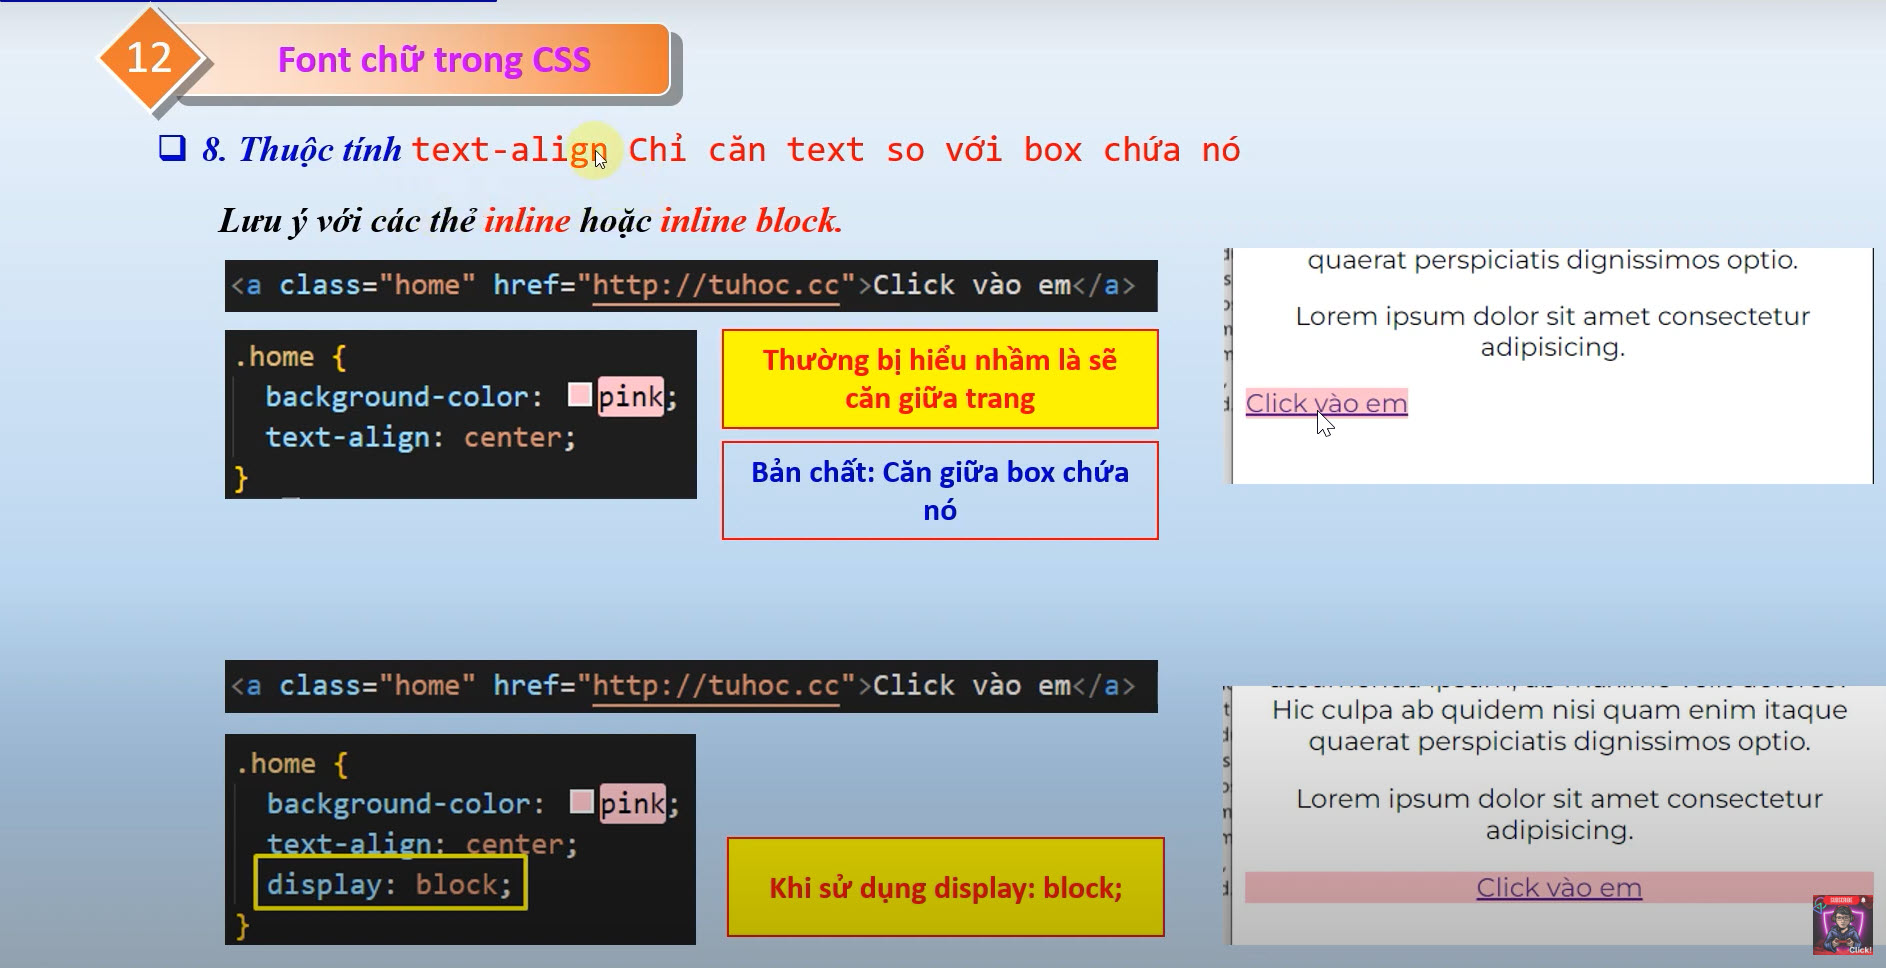 12
Font chữ trong CSS
8. Thuộc tính text-align Chỉ căn text so với box chứa nó
Lưu ý với các thẻ inline hoặc inline block.
<a class="home" href="http://tuhoc.cc">Click vào em</a>
.home {
background-color: pink;
text-align: center;
}
Thường bị hiểu nhầm là sẽ
căn giữa trang
Bản chất: Căn giữa box chứa
nó
quaerat perspiciatis dignissimos optio.
Lorem ipsum dolor sit amet consectetur
adipisicing.
Click vào em
<a class="home" href="http://tuhoc.cc">Click vào em</a>
.home {
background-color: pink;
text-align: center;
display: block;
}
Khi sử dụng display: block;
Hic culpa ab quidem nisi quam enim itaque
quaerat perspiciatis dignissimos optio.
Lorem ipsum dolor sit amet consectetur
adipisicing.
Click vào em
SUBSCRIBE
Click!